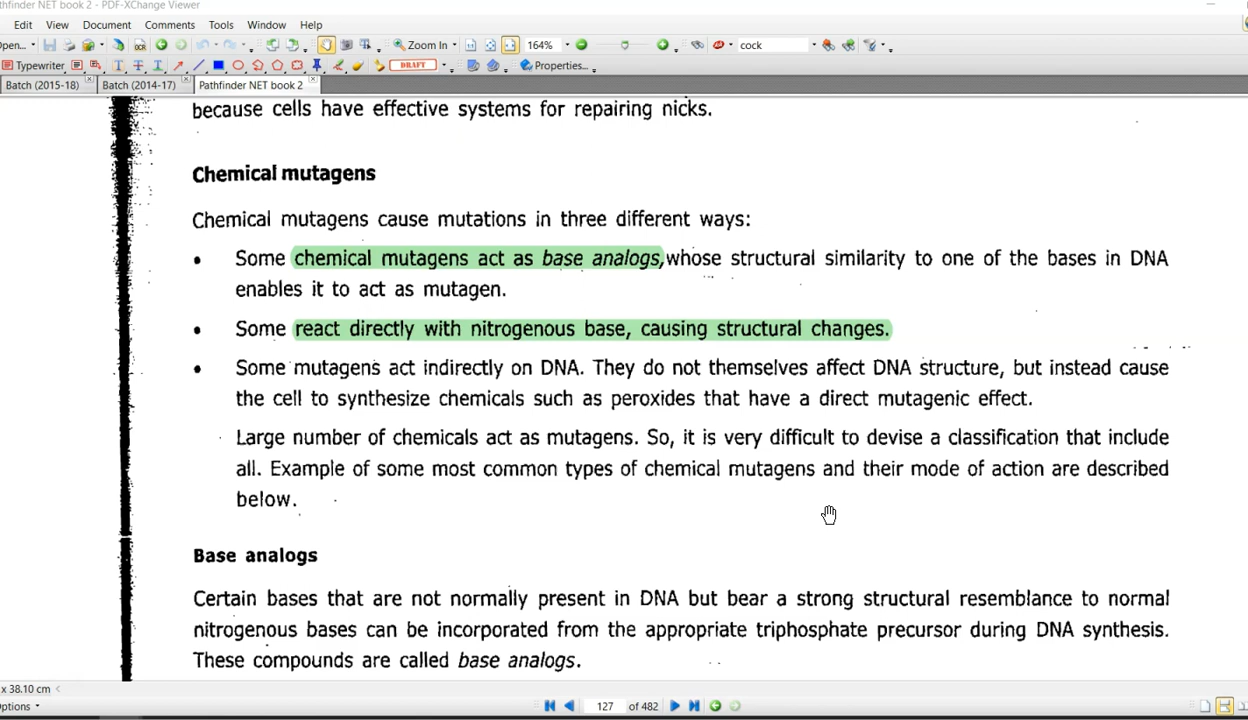 thfinder NET book 2 - PDF-XChange Viewer
Edit View Document Comments Tools Window Help
pen... OCR Zoom In 164% cock
Typewriter DRAFT Properties...
Batch (2015-18) Batch (2014-17) Pathfinder NET book 2
because cells have effective systems for repairing nicks.
Chemical mutagens
Chemical mutagens cause mutations in three different ways:
• Some chemical mutagens act as base analogs, whose structural similarity to one of the bases in DNA
enables it to act as mutagen.
• Some react directly with nitrogenous base, causing structural changes.
• Some mutagens act indirectly on DNA. They do not themselves affect DNA structure, but instead cause
the cell to synthesize chemicals such as peroxides that have a direct mutagenic effect.
Large number of chemicals act as mutagens. So, it is very difficult to devise a classification that include
all. Example of some most common types of chemical mutagens and their mode of action are described
below.
Base analogs
Certain bases that are not normally present in DNA but bear a strong structural resemblance to normal
nitrogenous bases can be incorporated from the appropriate triphosphate precursor during DNA synthesis.
These compounds are called base analogs.
x 38.10 cm
ptions 127 of 482